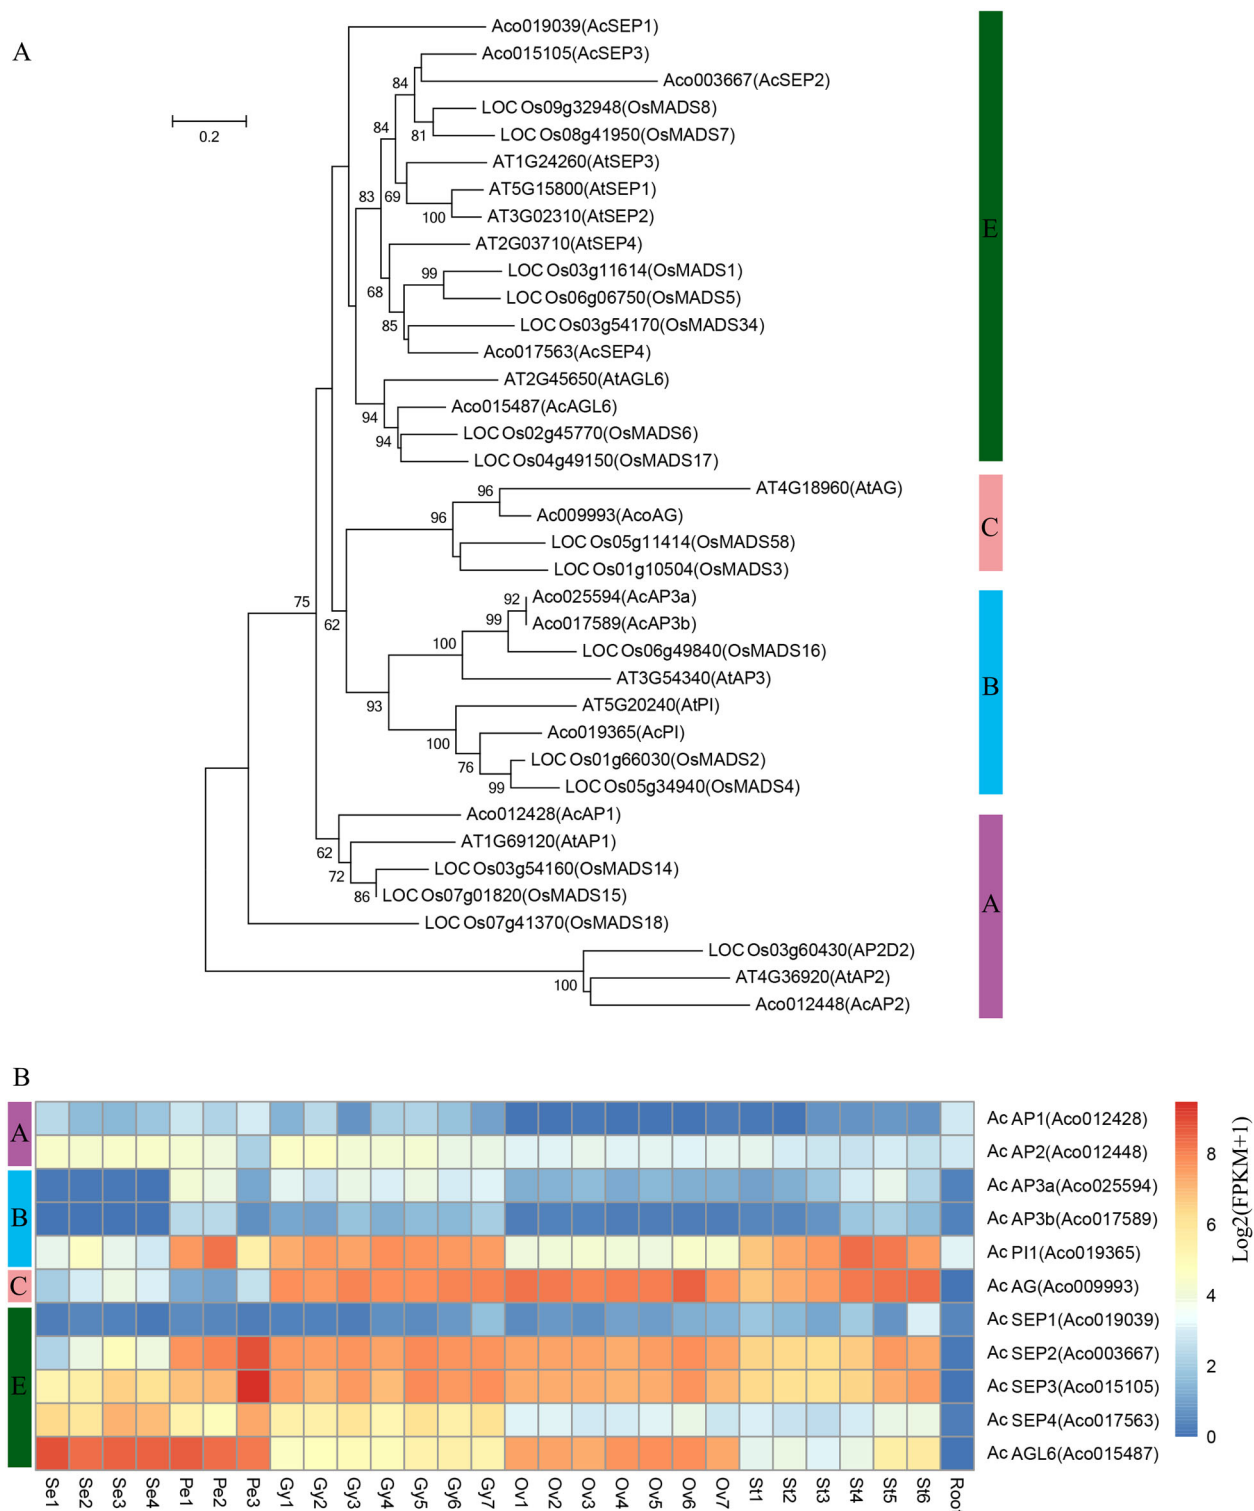 A
Aco019039(AcSEP1)
Aco015105(AcSEP3)
Aco003667(AcSEP2)
84
LOC Os09g32948(OsMADS8)
0.2
84
81
LOC Os08g41950(OsMADS7)
AT1G24260(AtSEP3)
83
69
AT5G15800(AtSEP1)
100
AT3G02310(AtSEP2)
E
AT2G03710(AtSEP4)
99
LOC Os03g11614(OsMADS1)
68
LOC Os06g06750(OsMADS5)
85
LOC Os03g54170(OsMADS34)
Aco017563(AcSEP4)
AT2G45650(AtAGL6)
94
Aco015487(AcAGL6)
94
LOC Os02g45770(OsMADS6)
LOC Os04g49150(OsMADS17)
96
AT4G18960(AtAG)
96
Ac009993(AcoAG)
C
LOC Os05g11414(OsMADS58)
LOC Os01g10504(OsMADS3)
75
62
92
Aco025594(AcAP3a)
99
Aco017589(AcAP3b)
100
LOC Os06g49840(OsMADS16)
AT3G54340(AtAP3)
B
93
AT5G20240(AtPI)
100
Aco019365(AcPI)
76
LOC Os01g66030(OsMADS2)
99
LOC Os05g34940(OsMADS4)
Aco012428(AcAP1)
62
AT1G69120(AtAP1)
72
LOC Os03g54160(OsMADS14)
86
LOC Os07g01820(OsMADS15)
A
LOC Os07g41370(OsMADS18)
LOC Os03g60430(AP2D2)
100
AT4G36920(AtAP2)
Aco012448(AcAP2)
B
A
Ac AP1(Aco012428)
Ac AP2(Aco012448)
B
Ac AP3a(Aco025594)
Ac AP3b(Aco017589)
Ac PI1(Aco019365)
C
Ac AG(Aco009993)
E
Ac SEP1(Aco019039)
Ac SEP2(Aco003667)
Ac SEP3(Aco015105)
Ac SEP4(Aco017563)
Ac AGL6(Aco015487)
8
6
4
2
0
Log2(FPKM+1)
Se1 Se2 Se3 Se4 Pe1 Pe2 Pe3 Gy1 Gy2 Gy3 Gy4 Gy5 Gy6 Gy7 Ov1 Ov2 Ov3 Ov4 Ov5 Ov6 Ov7 St1 St2 St3 St4 St5 St6